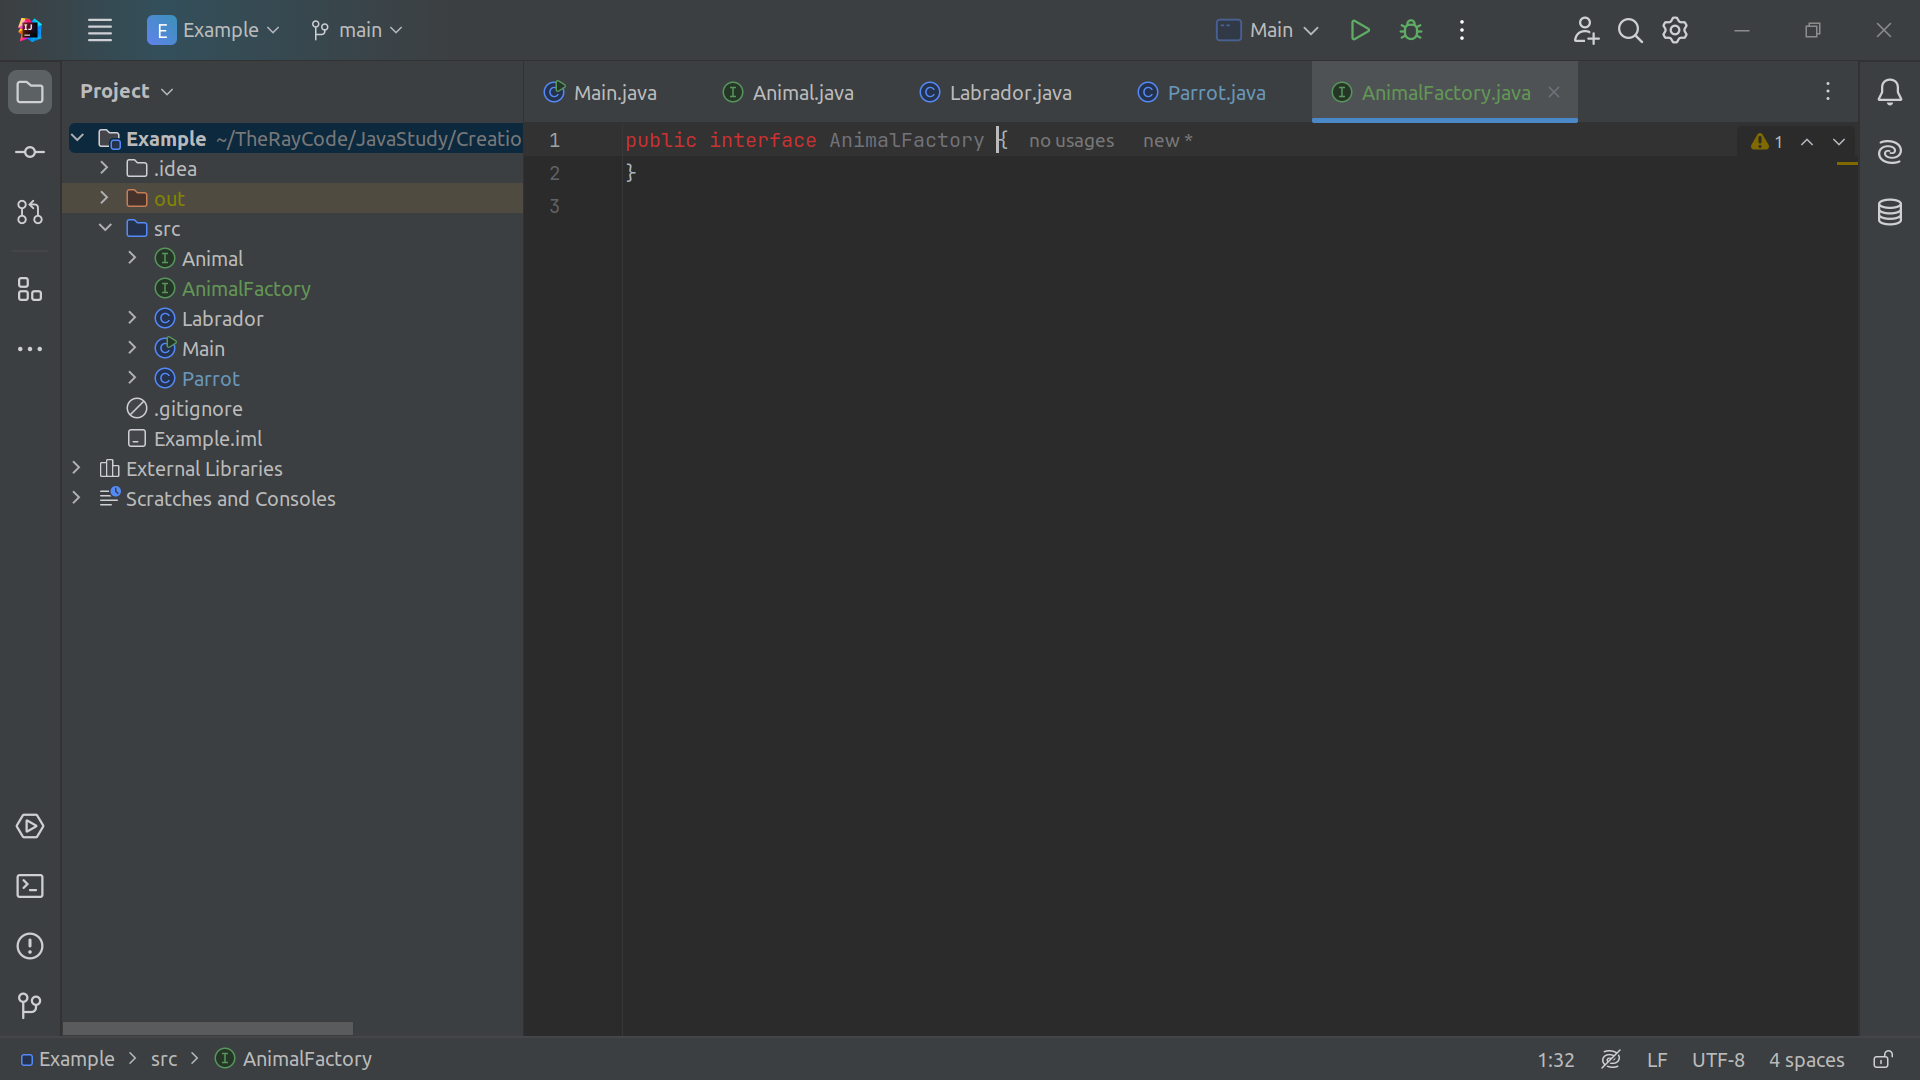 E Example main Main
Project
Main.java Animal.java Labrador.java Parrot.java AnimalFactory.java
Example ~/TheRayCode/JavaStudy/Creatio
.idea
out
src
Animal
AnimalFactory
Labrador
Main
Parrot
.gitignore
Example.iml
External Libraries
Scratches and Consoles
1 public interface AnimalFactory { no usages new *
2 }
3
1
Example src AnimalFactory
1:32 LF UTF-8 4 spaces